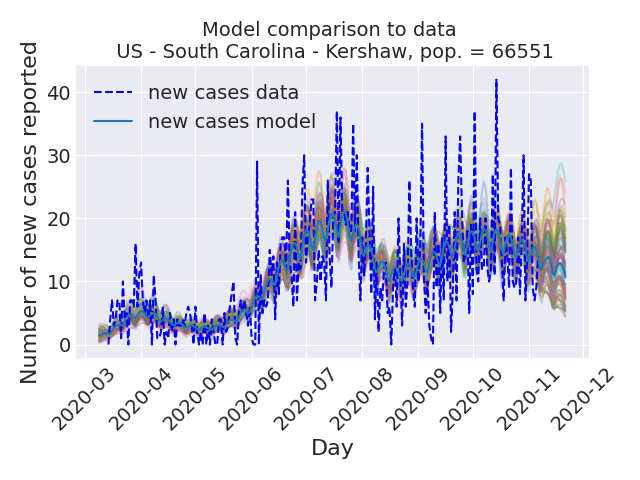 Model comparison to data
US - South Carolina - Kershaw, pop. = 66551
Number of new cases reported
40
30
20
10
0
new cases data
new cases model
2020-03
2020-04
2020-05
2020-06
2020-07
2020-08
2020-09
2020-10
2020-11
2020-12
Day